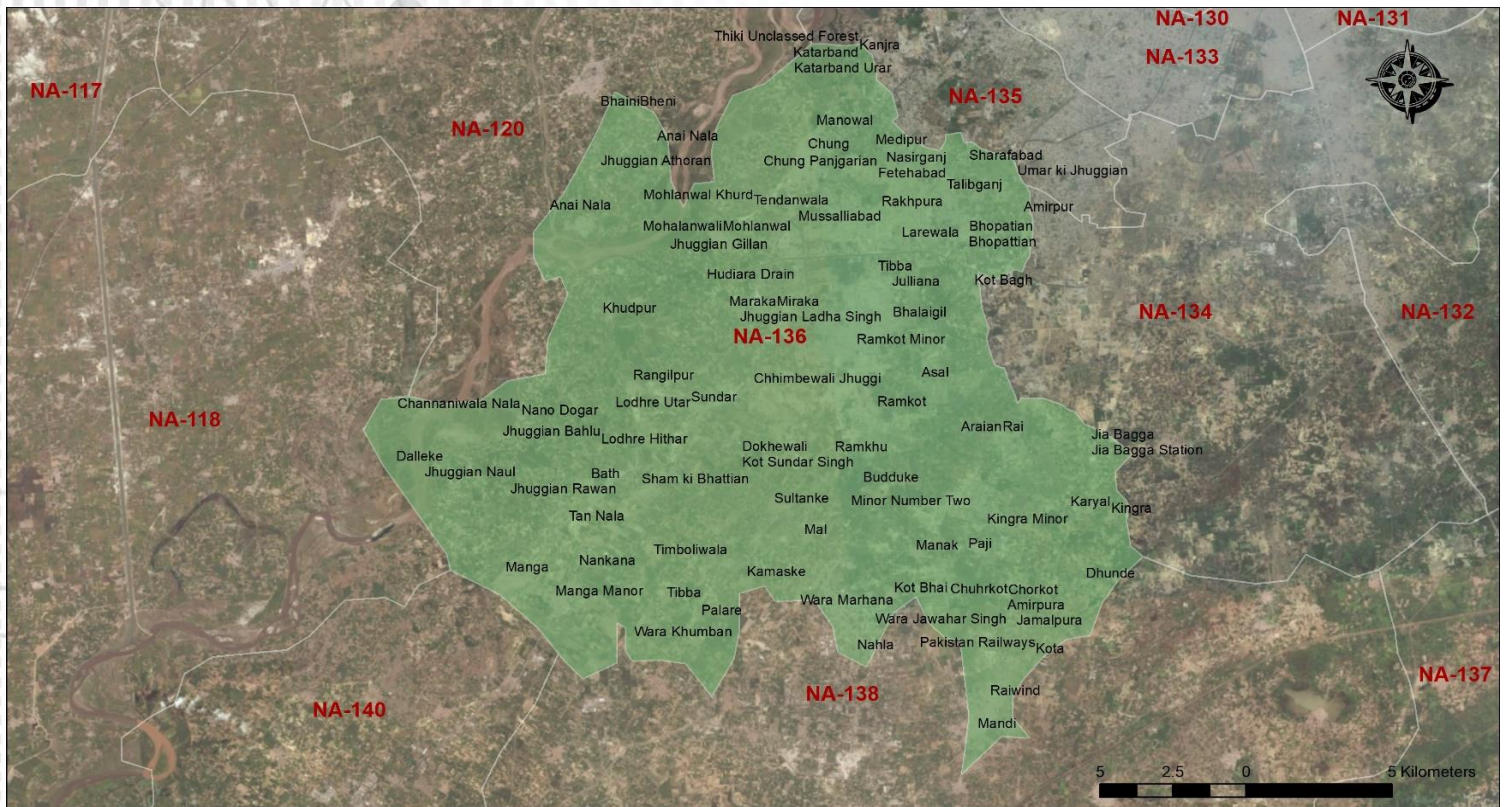 NA-130
NA-131
Thiki Unclassed Forest
Kanjra
Katarband
NA-133
Katarband Urar
NA-117
NA-135
BhainiBheni
NA-120
Manowal
Anai Nala
Medipur
Chung
Sharafabad
Jhuggian Athoran
Chung Panjgarian
Nasirganj
Fetehabad
Umar ki Jhuggian
Talibganj
Mohlanwal Khurd
Tendanwala
Rakhpura
Anai Nala
Amirpur
Mussalliabad
MohalanwaliMohlanwal
Larewala
Bhopatian
Jhuggian Gillan
Bhopattian
Tibba
Hudiara Drain
Julliana
Kot Bagh
MarakaMiraka
Khudpur
Jhuggian Ladha Singh
Bhalaigil
NA-134
NA-132
NA-136
Ramkot Minor
Rangilpur
Chhimbewali Jhuggi
Asal
Channaniwala Nala
Nano Dogar
Lodhre Utar
Sundar
Ramkot
NA-118
AraianRai
Jhuggian Bahlu
Lodhre Hithar
Jia Bagga
Dokhewali
Ramkhu
Jia Bagga Station
Dalleke
Kot Sundar Singh
Jhuggian Naul
Bath
Sham ki Bhattian
Budduke
Jhuggian Rawan
Sultanke
Minor Number Two
Karyal
Kingra
Tan Nala
Kingra Minor
Mal
Timboliwala
Manak
Paji
Nankana
Manga
Kamaske
Dhunde
Manga Manor
Tibba
Kot Bhai
Chuhrkot
Chorkot
Wara Marhana
Amirpura
Palare
Wara Jawahar Singh
Jamalpura
Wara Khumban
Nahla
Pakistan Railways
Kota
NA-137
NA-138
Raiwind
NA-140
Mandi
5 2.5 0 5 Kilometers